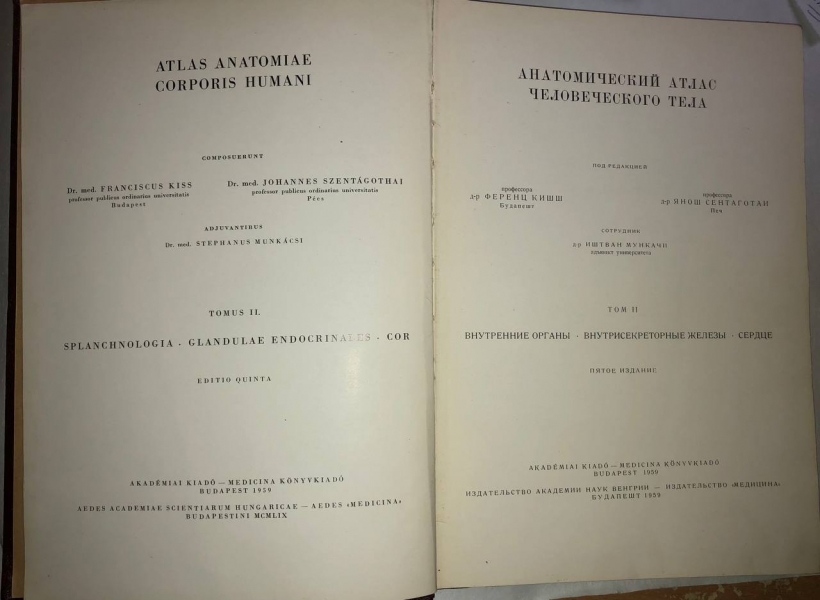 ATLAS ANATOMIAE
CORPORIS HUMANI
COMPOSUERUNT
Dr. med. FRANCISCUS KISS
professor publicus ordinarius universitatis
Budapest
Dr. med. JOHANNES SZENTÁGOTHAI
professor publicus ordinarius universitatis
Pécs
ADJUVANTIBUS
Dr. med. STEPHANUS MUNKÁCSI
TOMUS II.
SPLANCHNOLOGIA · GLANDULAE ENDOCRINALES · COR
EDITIO QUINTA
AKADÉMIAI KIADÓ — MEDICINA KÖNYVKIADÓ
BUDAPEST 1959
AEDES ACADEMIAE SCIENTIARUM HUNGARICAE — AEDES «MEDICINA»
BUDAPESTINI MCMLIX
АНАТОМИЧЕСКИЙ АТЛАС
ЧЕЛОВЕЧЕСКОГО ТЕЛА
ПОД РЕДАКЦИЕЙ
профессора
д-р ФЕРЕНЦ КИШШ
Будапешт
профессора
д-р ЯНОШ СЕНТАГОТАИ
Печ
СОТРУДНИК
д-р ИШТВАН МУНКАЧИ
адъюнкт университета
ТОМ II
ВНУТРЕННИЕ ОРГАНЫ · ВНУТРИСЕКРЕТОРНЫЕ ЖЕЛЕЗЫ · СЕРДЦЕ
ПЯТОЕ ИЗДАНИЕ
AKADÉMIAI KIADÓ — MEDICINA KÖNYVKIADÓ
BUDAPEST 1959
ИЗДАТЕЛЬСТВО АКАДЕМИИ НАУК ВЕНГРИИ — ИЗДАТЕЛЬСТВО «МЕДИЦИНА»
БУДАПЕШТ 1959